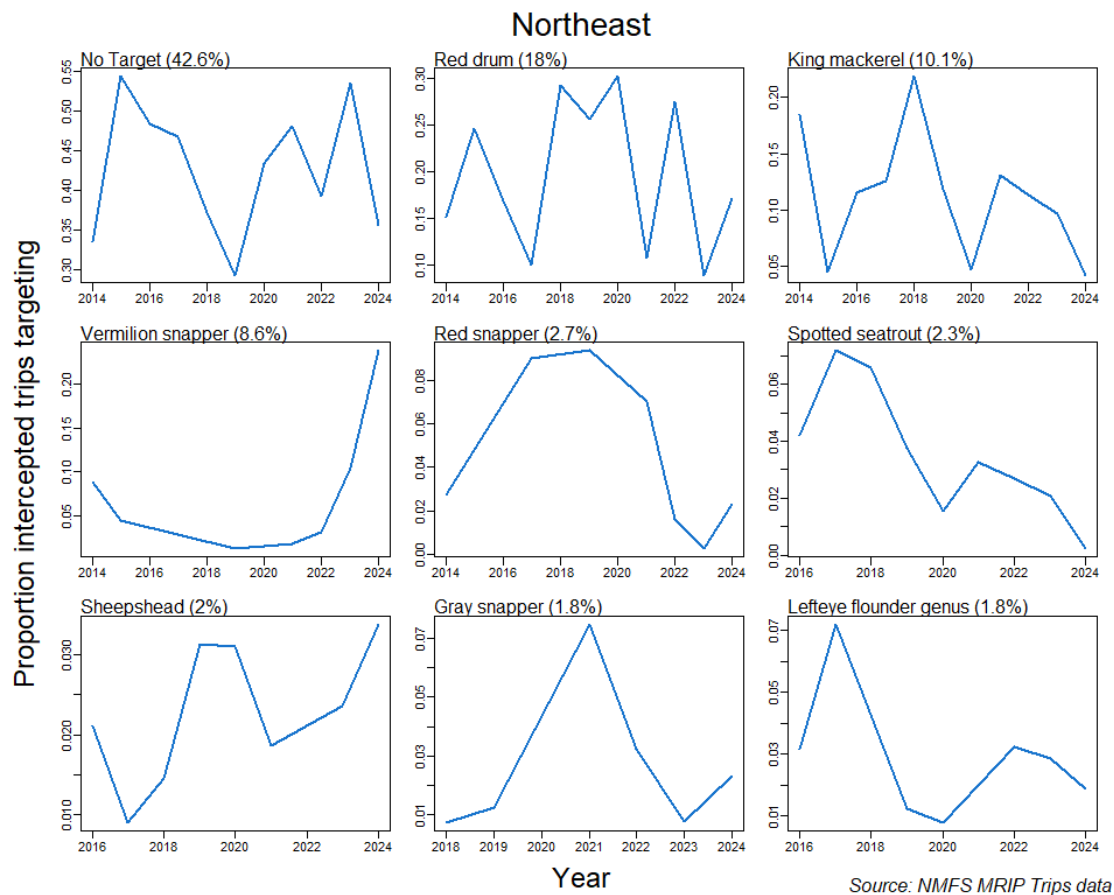 Northeast
Proportion intercepted trips targeting
No Target (42.6%)
0.55
0.50
0.45
0.40
0.35
0.30
2014 2016 2018 2020 2022 2024
Red drum (18%)
0.30
0.25
0.20
0.15
0.10
2014 2016 2018 2020 2022 2024
King mackerel (10.1%)
0.20
0.15
0.10
0.05
2014 2016 2018 2020 2022 2024
Vermilion snapper (8.6%)
0.20
0.15
0.10
0.05
2014 2016 2018 2020 2022 2024
Red snapper (2.7%)
0.08
0.06
0.04
0.02
0.00
2014 2016 2018 2020 2022 2024
Spotted seatrout (2.3%)
0.06
0.04
0.02
0.00
2016 2018 2020 2022 2024
Sheepshead (2%)
0.030
0.020
0.010
2016 2018 2020 2022 2024
Gray snapper (1.8%)
0.07
0.05
0.03
0.01
2018 2019 2020 2021 2022 2023 2024
Lefteye flounder genus (1.8%)
0.07
0.05
0.03
0.01
2016 2018 2020 2022 2024
Year
Source: NMFS MRIP Trips data